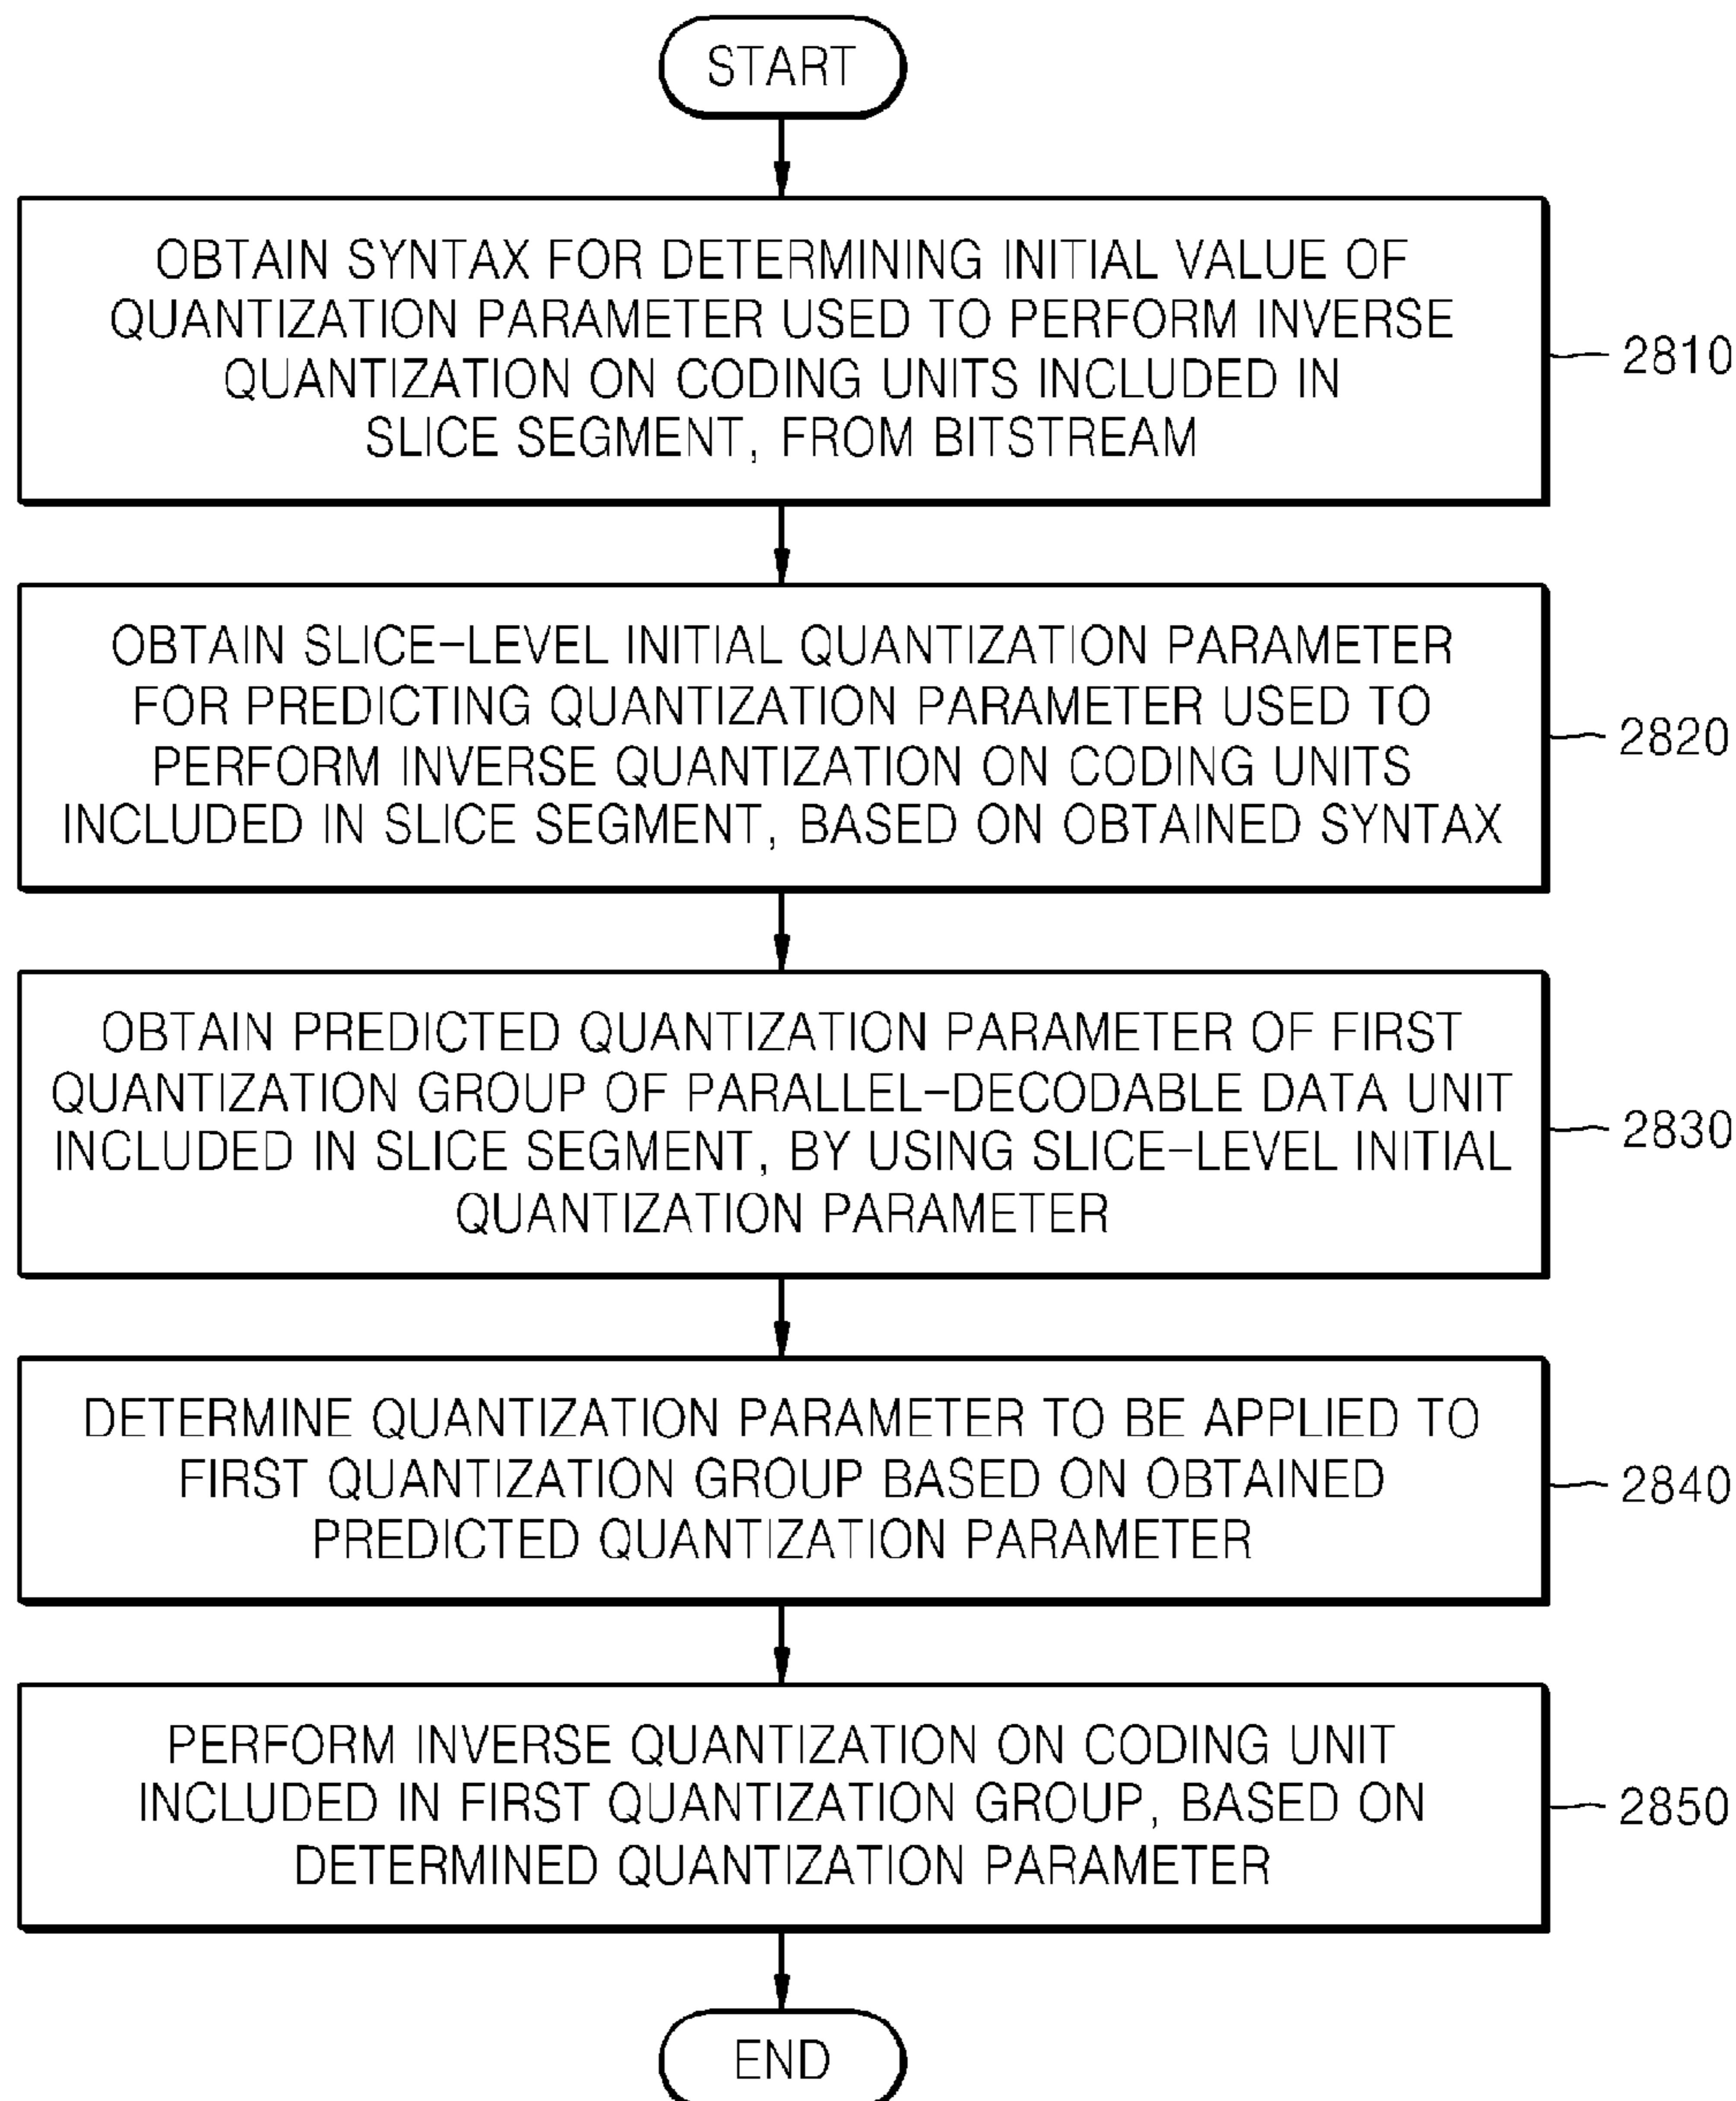 START
OBTAIN SYNTAX FOR DETERMINING INITIAL VALUE OF
QUANTIZATION PARAMETER USED TO PERFORM INVERSE
QUANTIZATION ON CODING UNITS INCLUDED IN
SLICE SEGMENT, FROM BITSTREAM
2810
OBTAIN SLICE-LEVEL INITIAL QUANTIZATION PARAMETER
FOR PREDICTING QUANTIZATION PARAMETER USED TO
PERFORM INVERSE QUANTIZATION ON CODING UNITS
INCLUDED IN SLICE SEGMENT, BASED ON OBTAINED SYNTAX
2820
OBTAIN PREDICTED QUANTIZATION PARAMETER OF FIRST
QUANTIZATION GROUP OF PARALLEL-DECODABLE DATA UNIT
INCLUDED IN SLICE SEGMENT, BY USING SLICE-LEVEL INITIAL
QUANTIZATION PARAMETER
2830
DETERMINE QUANTIZATION PARAMETER TO BE APPLIED TO
FIRST QUANTIZATION GROUP BASED ON OBTAINED
PREDICTED QUANTIZATION PARAMETER
2840
PERFORM INVERSE QUANTIZATION ON CODING UNIT
INCLUDED IN FIRST QUANTIZATION GROUP, BASED ON
DETERMINED QUANTIZATION PARAMETER
2850
END